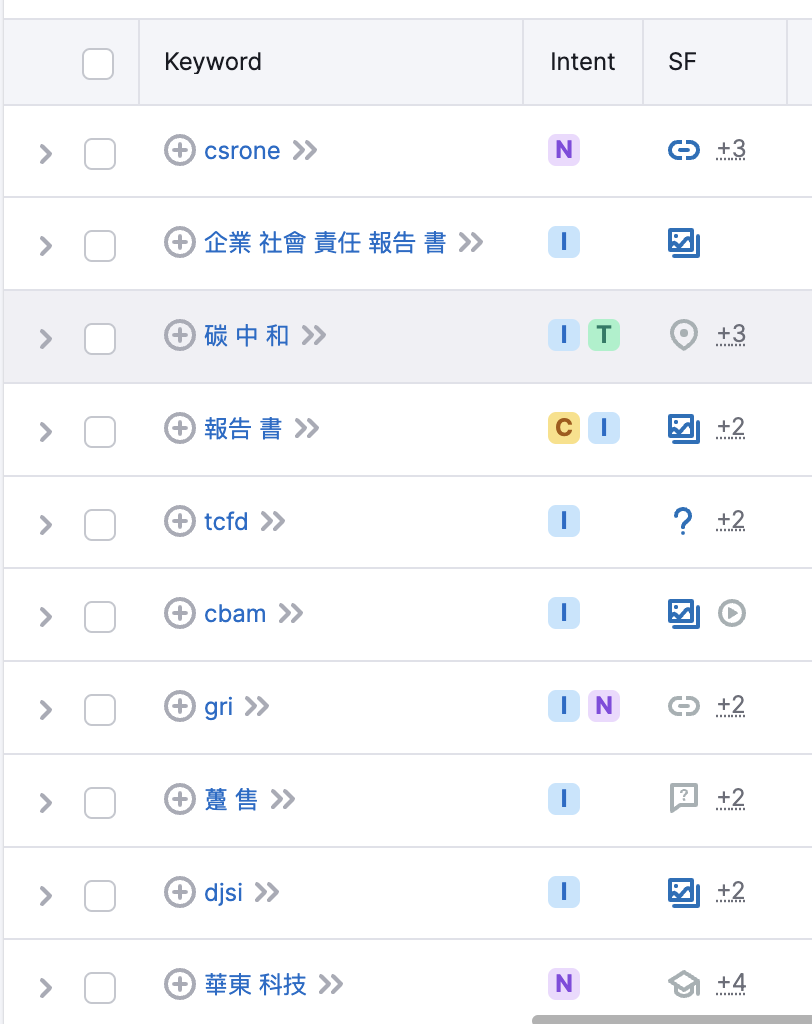 Keyword Intent SF
csrone N +3
企業 社會 責任 報告 書 I
碳 中 和 I T +3
報告 書 C I +2
tcfd I ? +2
cbam I
gri I N +2
躉 售 I ? +2
djsi I +2
華東 科技 N +4